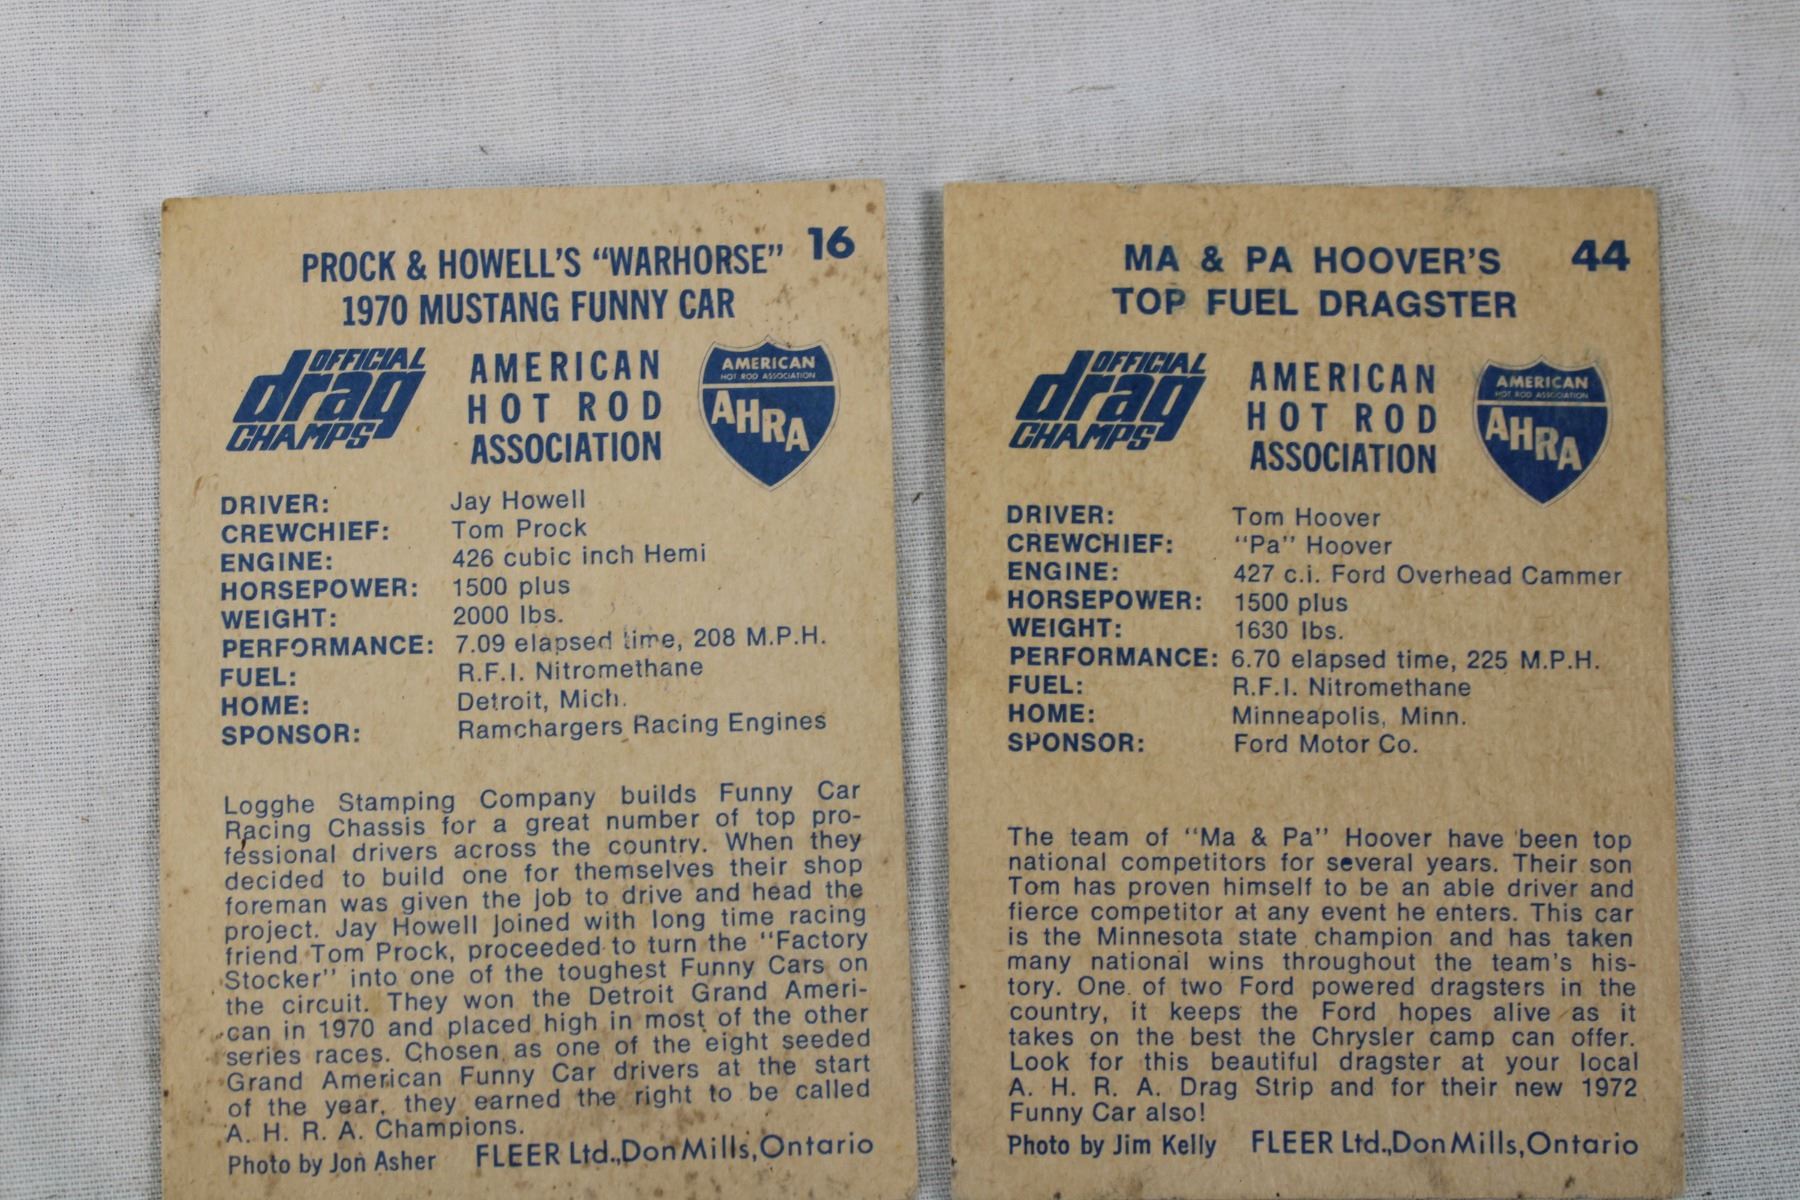 PROCK & HOWELL'S "WARHORSE" 16
1970 MUSTANG FUNNY CAR
OFFICIAL
drag
CHAMPS
AMERICAN
HOT ROD
ASSOCIATION
AMERICAN
HOT ROD ASSOCIATION
AHRA
DRIVER: Jay Howell
CREWCHIEF: Tom Prock
ENGINE: 426 cubic inch Hemi
HORSEPOWER: 1500 plus
WEIGHT: 2000 lbs.
PERFORMANCE: 7.09 elapsed time, 208 M.P.H.
FUEL: R.F.I. Nitromethane
HOME: Detroit, Mich.
SPONSOR: Ramchargers Racing Engines
Logghe Stamping Company builds Funny Car
Racing Chassis for a great number of top pro-
fessional drivers across the country. When they
decided to build one for themselves their shop
foreman was given the job to drive and head the
project. Jay Howell joined with long time racing
friend Tom Prock, proceeded to turn the "Factory
Stocker" into one of the toughest Funny Cars on
the circuit. They won the Detroit Grand Ameri-
can in 1970 and placed high in most of the other
series races. Chosen as one of the eight seeded
Grand American Funny Car drivers at the start
of the year, they earned the right to be called
A. H. R. A. Champions.
Photo by Jon Asher FLEER Ltd., Don Mills, Ontario
MA & PA HOOVER'S 44
TOP FUEL DRAGSTER
OFFICIAL
drag
CHAMPS
AMERICAN
HOT ROD
ASSOCIATION
AMERICAN
HOT ROD ASSOCIATION
AHRA
DRIVER: Tom Hoover
CREWCHIEF: "Pa" Hoover
ENGINE: 427 c.i. Ford Overhead Cammer
HORSEPOWER: 1500 plus
WEIGHT: 1630 lbs.
PERFORMANCE: 6.70 elapsed time, 225 M.P.H.
FUEL: R.F.I. Nitromethane
HOME: Minneapolis, Minn.
SPONSOR: Ford Motor Co.
The team of "Ma & Pa" Hoover have been top
national competitors for several years. Their son
Tom has proven himself to be an able driver and
fierce competitor at any event he enters. This car
is the Minnesota state champion and has taken
many national wins throughout the team's his-
tory. One of two Ford powered dragsters in the
country, it keeps the Ford hopes alive as it
takes on the best the Chrysler camp can offer.
Look for this beautiful dragster at your local
A. H. R. A. Drag Strip and for their new 1972
Funny Car also!
Photo by Jim Kelly FLEER Ltd., Don Mills, Ontario